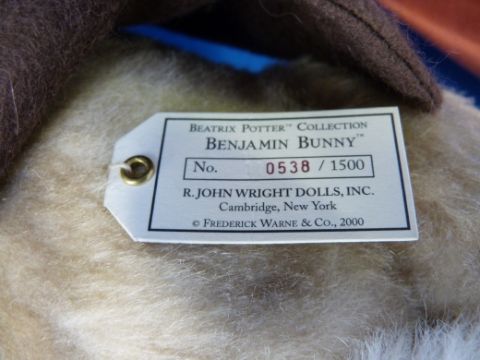 BEATRIX POTTER™ COLLECTION
BENJAMIN BUNNY™
No. 0538 / 1500
R. JOHN WRIGHT DOLLS, INC.
Cambridge, New York
© FREDERICK WARNE & CO., 2000